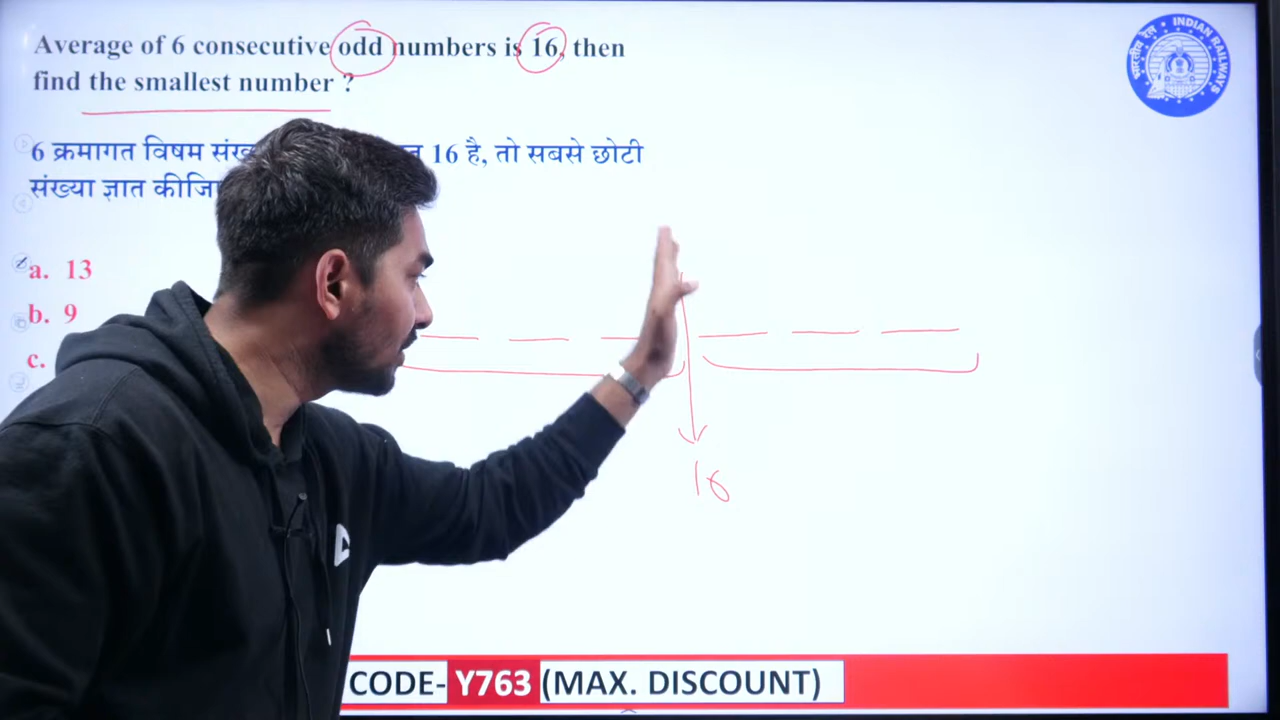 Average of 6 consecutive odd numbers is 16, then
find the smallest number ?
भारतीय रेल INDIAN RAILWAYS
6 क्रमागत विषम 16 है, तो सबसे छोटी
संख्या ज्ञात
a. 13
b. 9
c.
16
CODE- Y763 (MAX. DISCOUNT)